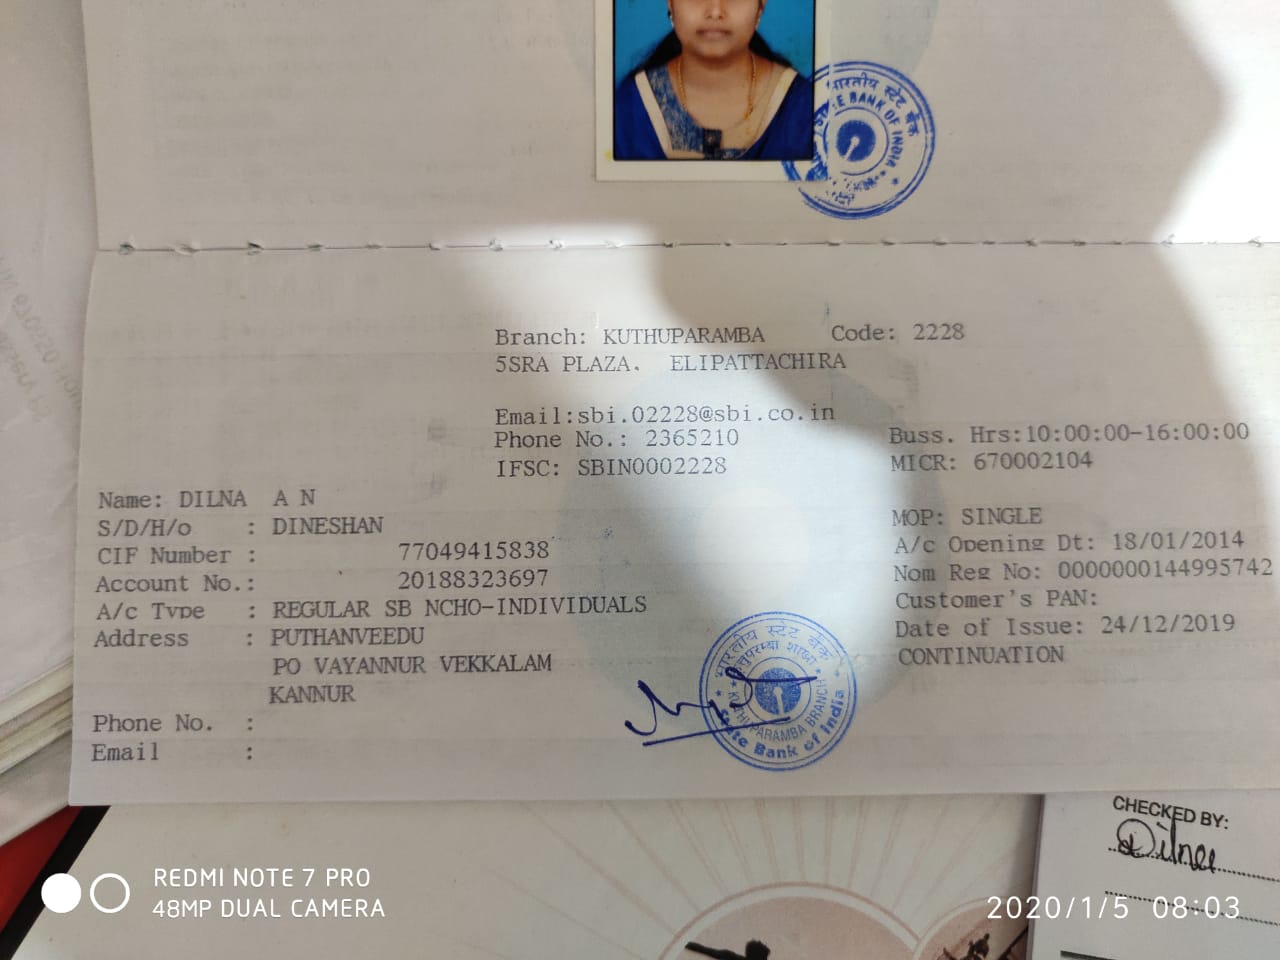 भारतीय स्टेट बैंक
STATE BANK OF INDIA
Branch: KUTHUPARAMBA Code: 2228
5SRA PLAZA, ELIPATTACHIRA
Email:sbi.02228@sbi.co.in
Phone No.: 2365210 Buss. Hrs:10:00:00-16:00:00
IFSC: SBIN0002228 MICR: 670002104
Name: DILNA A N
S/D/H/o : DINESHAN MOP: SINGLE
CIF Number : 77049415838 A/c Opening Dt: 18/01/2014
Account No.: 20188323697 Nom Reg No: 0000000144995742
A/c Type : REGULAR SB NCHO-INDIVIDUALS Customer's PAN:
Address : PUTHANVEEDU Date of Issue: 24/12/2019
PO VAYANNUR VEKKALAM CONTINUATION
KANNUR
Phone No. :
Email :
भारतीय स्टेट बैंक
KUTHUPARAMBA BRANCH
State Bank of India
CHECKED BY:
Dilna
REDMI NOTE 7 PRO
48MP DUAL CAMERA
2020/1/5 08:03